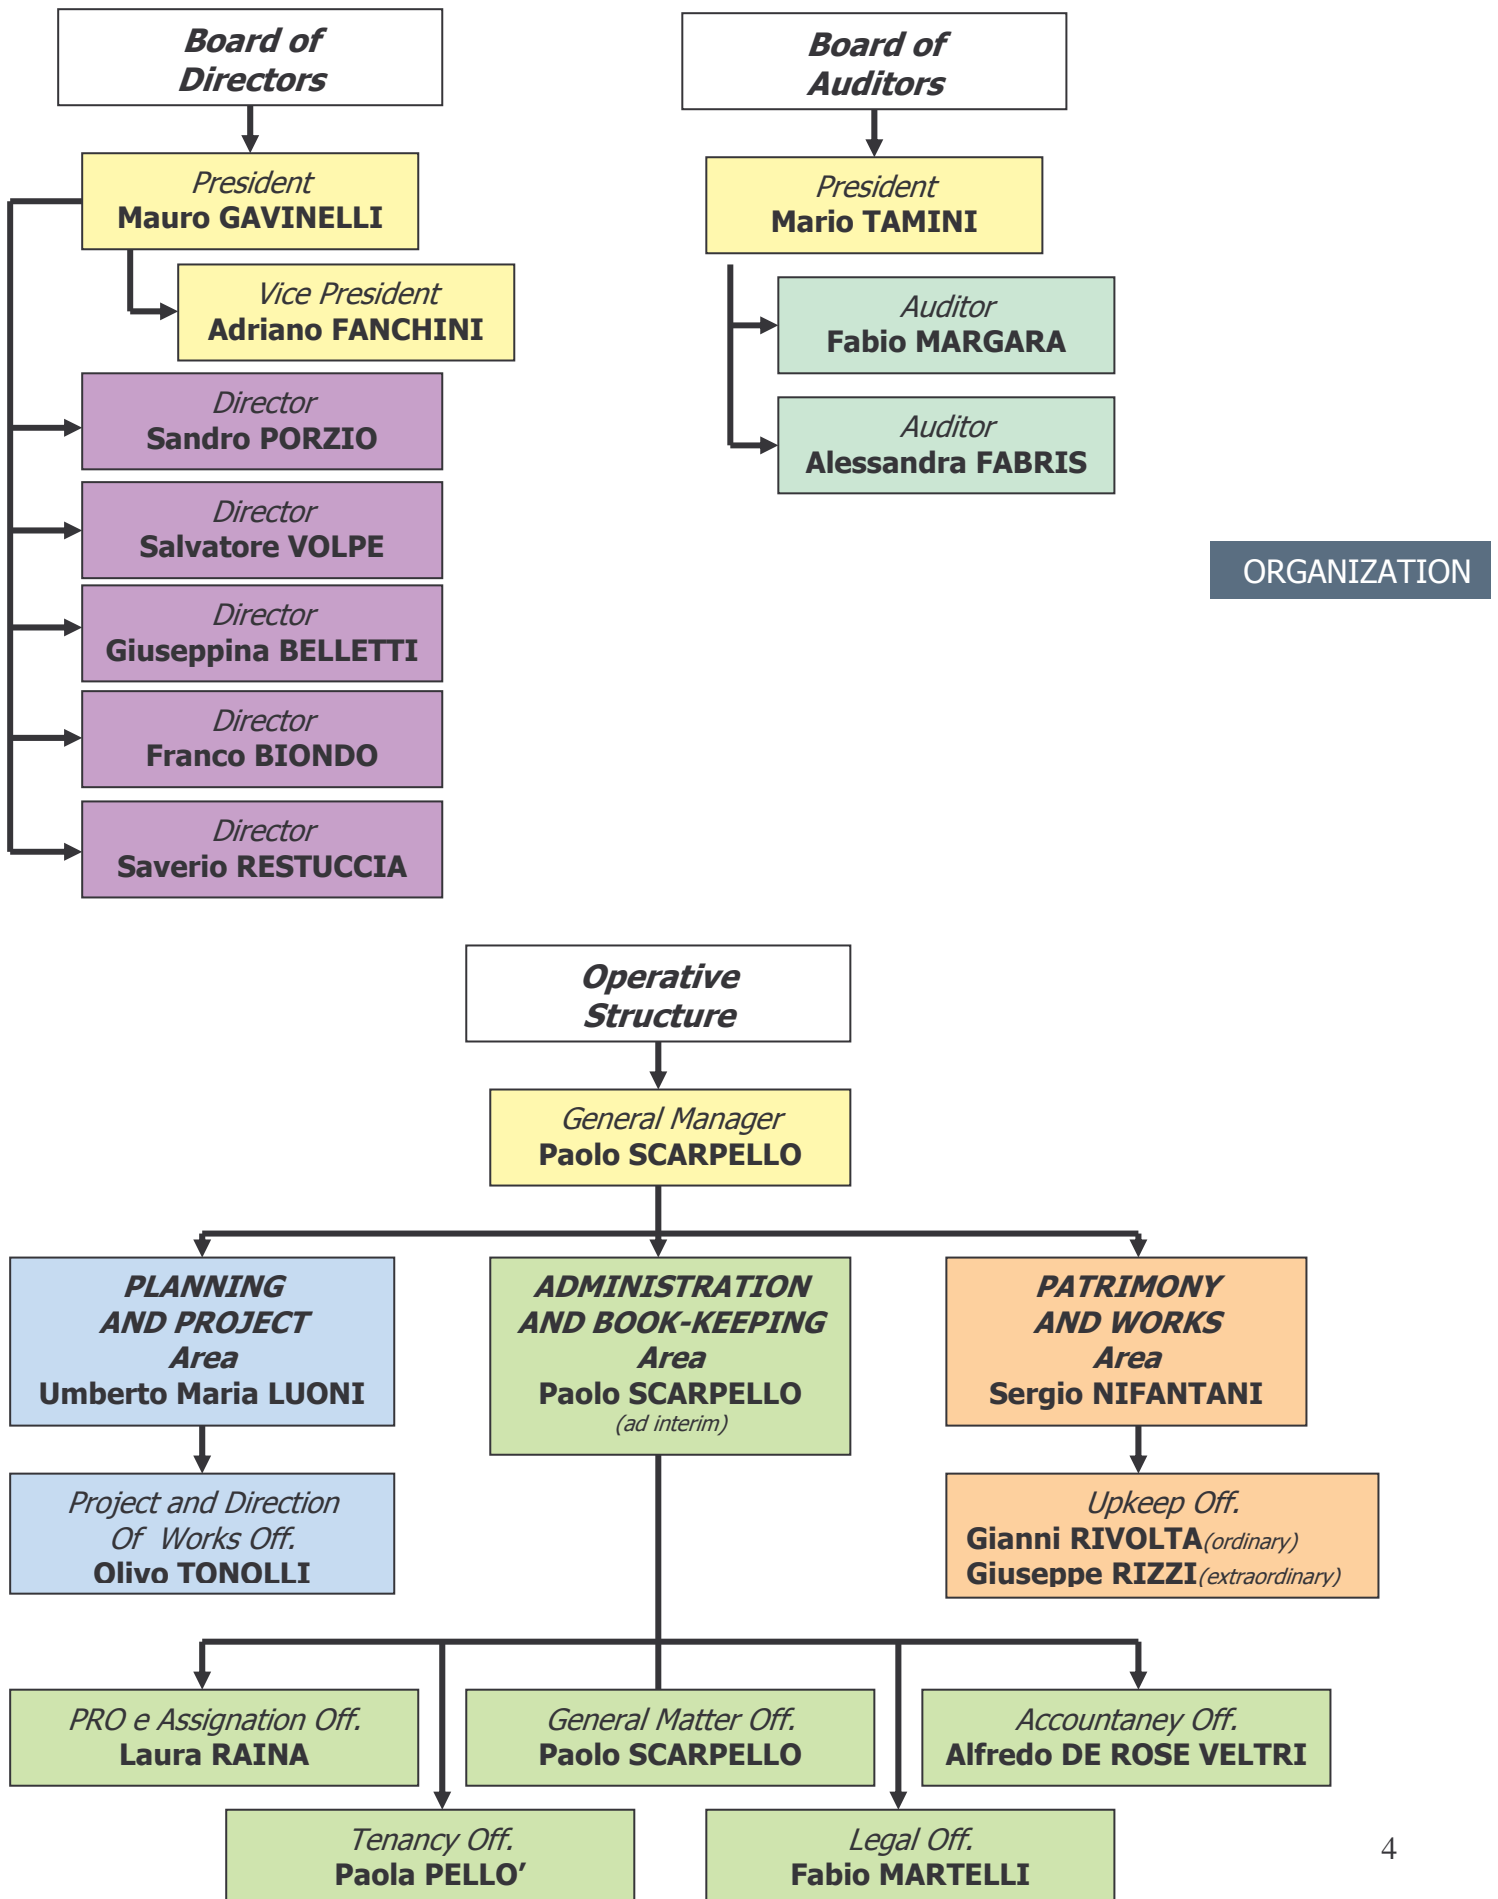 Board of
Directors
President
Mauro GAVINELLI
Vice President
Adriano FANCHINI
Director
Sandro PORZIO
Director
Salvatore VOLPE
Director
Giuseppina BELLETTI
Director
Franco BIONDO
Director
Saverio RESTUCCIA
Board of
Auditors
President
Mario TAMINI
Auditor
Fabio MARGARA
Auditor
Alessandra FABRIS
ORGANIZATION
Operative
Structure
General Manager
Paolo SCARPELLO
PLANNING
AND PROJECT
Area
Umberto Maria LUONI
Project and Direction
Of Works Off.
Olivo TONOLLI
ADMINISTRATION
AND BOOK-KEEPING
Area
Paolo SCARPELLO
(ad interim)
PATRIMONY
AND WORKS
Area
Sergio NIFANTANI
Upkeep Off.
Gianni RIVOLTA(ordinary)
Giuseppe RIZZI(extraordinary)
PRO e Assignation Off.
Laura RAINA
General Matter Off.
Paolo SCARPELLO
Accountaney Off.
Alfredo DE ROSE VELTRI
Tenancy Off.
Paola PELLO’
Legal Off.
Fabio MARTELLI
4